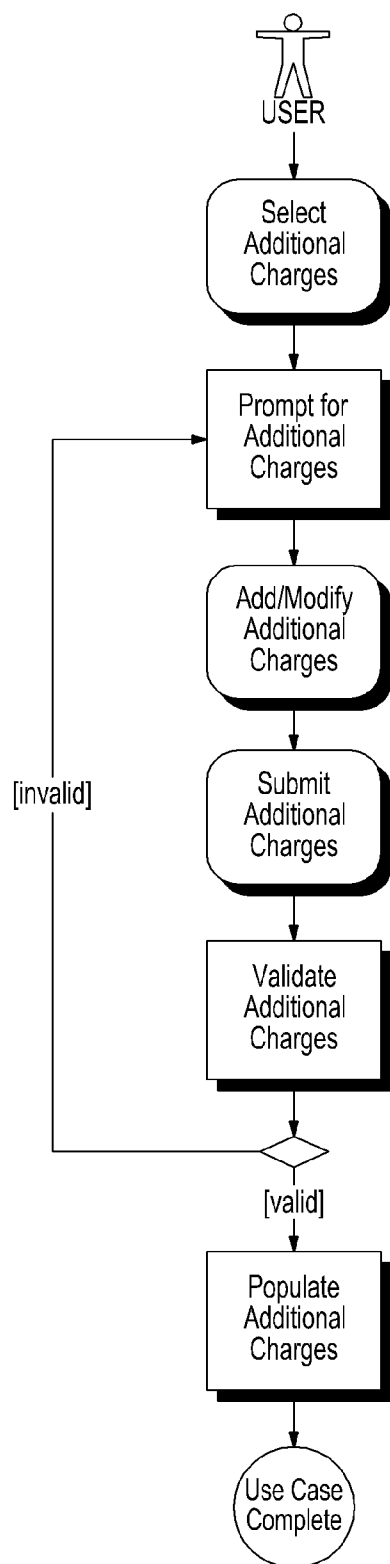 USER
Select
Additional
Charges
Prompt for
Additional
Charges
Add/Modify
Additional
Charges
[invalid]
Submit
Additional
Charges
Validate
Additional
Charges
[valid]
Populate
Additional
Charges
Use Case
Complete